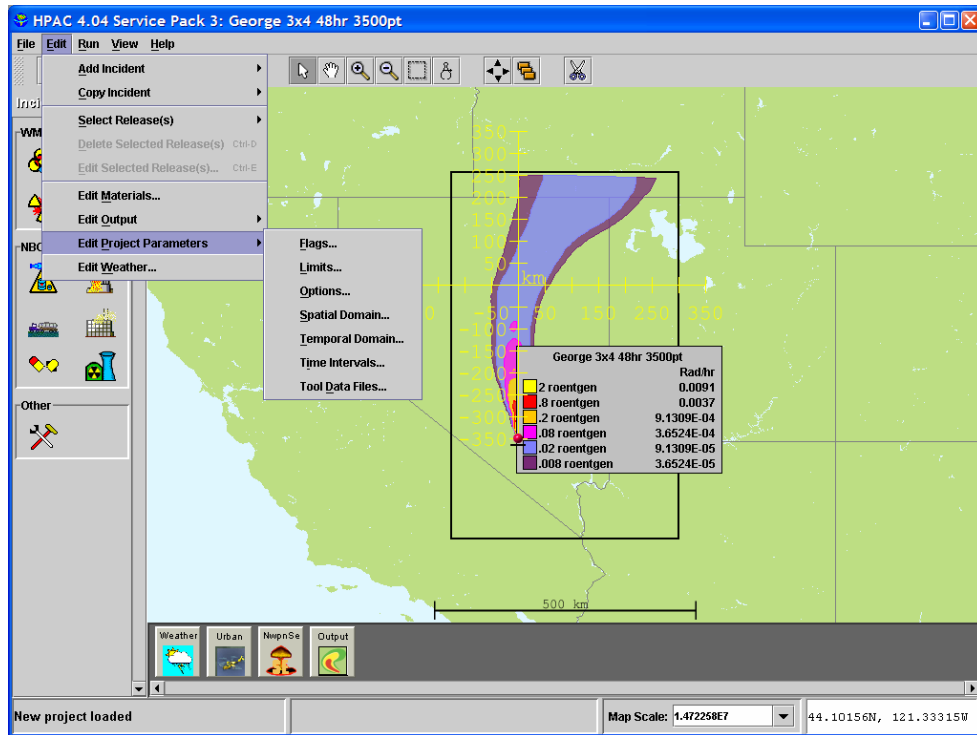 HPAC 4.04 Service Pack 3: George 3x4 48hr 3500pt
File Edit Run View Help
Add Incident
Copy Incident
Select Release(s)
Delete Selected Release(s) Ctrl-D
Edit Selected Release(s)... Ctrl-E
Edit Materials...
Edit Output
Edit Project Parameters
Edit Weather...
Flags...
Limits...
Options...
Spatial Domain...
Temporal Domain...
Time Intervals...
Tool Data Files...
Inci
WM
NBC
Other
350
300
250
200
150
100
50
km
0 -50 50 150 250 350
-100
-150
-200
-250
-300
-350
George 3x4 48hr 3500pt
Rad/hr
2 roentgen 0.0091
.8 roentgen 0.0037
.2 roentgen 9.1309E-04
.08 roentgen 3.6524E-04
.02 roentgen 9.1309E-05
.008 roentgen 3.6524E-05
500 km
Weather Urban NwpnSe Output
New project loaded
Map Scale: 1.472258E7
44.10156N, 121.33315W